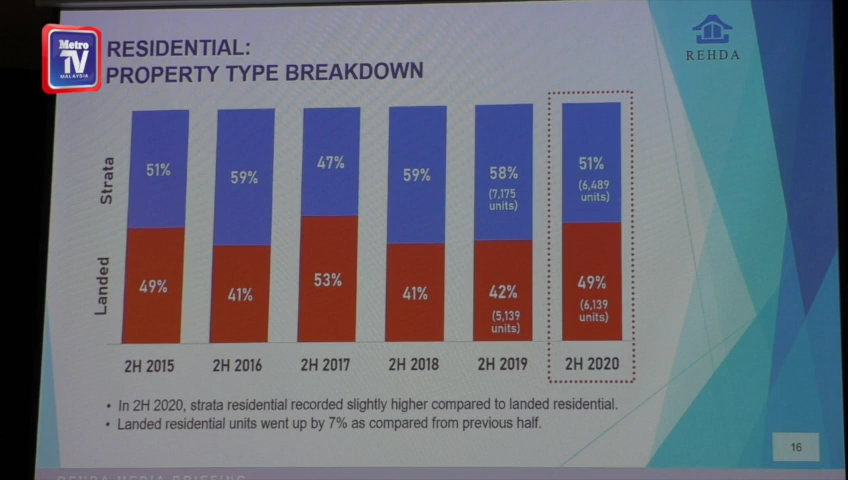 Metro
TV
MALAYSIA
RESIDENTIAL:
PROPERTY TYPE BREAKDOWN
REHDA
Strata
Landed
51%
59%
47%
59%
58%
(7,175
units)
51%
(6,489
units)
49%
41%
53%
41%
42%
(5,139
units)
49%
(6,139
units)
2H 2015
2H 2016
2H 2017
2H 2018
2H 2019
2H 2020
• In 2H 2020, strata residential recorded slightly higher compared to landed residential.
• Landed residential units went up by 7% as compared from previous half.
16
REHDA MEDIA BRIEFING